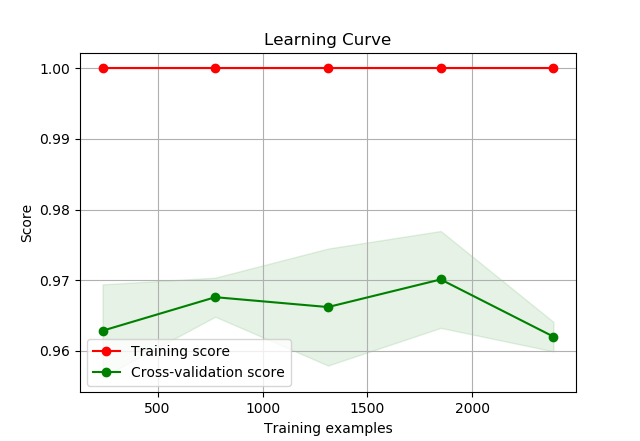 Learning Curve
1.00
0.99
0.98
0.97
0.96
Score
Training score
Cross-validation score
500 1000 1500 2000
Training examples